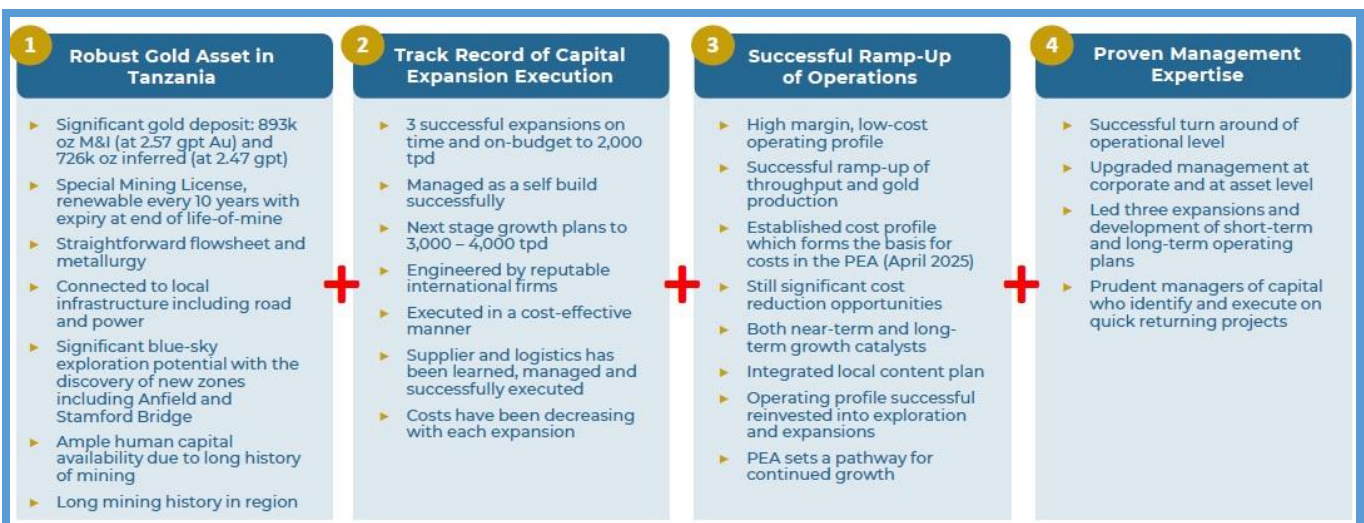 1
Robust Gold Asset in
Tanzania
► Significant gold deposit: 893k
oz M&I (at 2.57 gpt Au) and
726k oz inferred (at 2.47 gpt)
► Special Mining License,
renewable every 10 years with
expiry at end of life-of-mine
► Straightforward flowsheet and
metallurgy
► Connected to local
infrastructure including road
and power
► Significant blue-sky
exploration potential with the
discovery of new zones
including Anfield and
Stamford Bridge
► Ample human capital
availability due to long history
of mining
► Long mining history in region
+
2
Track Record of Capital
Expansion Execution
► 3 successful expansions on
time and on-budget to 2,000
tpd
► Managed as a self build
successfully
► Next stage growth plans to
3,000 – 4,000 tpd
► Engineered by reputable
international firms
► Executed in a cost-effective
manner
► Supplier and logistics has
been learned, managed and
successfully executed
► Costs have been decreasing
with each expansion
+
3
Successful Ramp-Up
of Operations
► High margin, low-cost
operating profile
► Successful ramp-up of
throughput and gold
production
► Established cost profile
which forms the basis for
costs in the PEA (April 2025)
► Still significant cost
reduction opportunities
► Both near-term and long-
term growth catalysts
► Integrated local content plan
► Operating profile successful
reinvested into exploration
and expansions
► PEA sets a pathway for
continued growth
+
4
Proven Management
Expertise
► Successful turn around of
operational level
► Upgraded management at
corporate and at asset level
► Led three expansions and
development of short-term
and long-term operating
plans
► Prudent managers of capital
who identify and execute on
quick returning projects